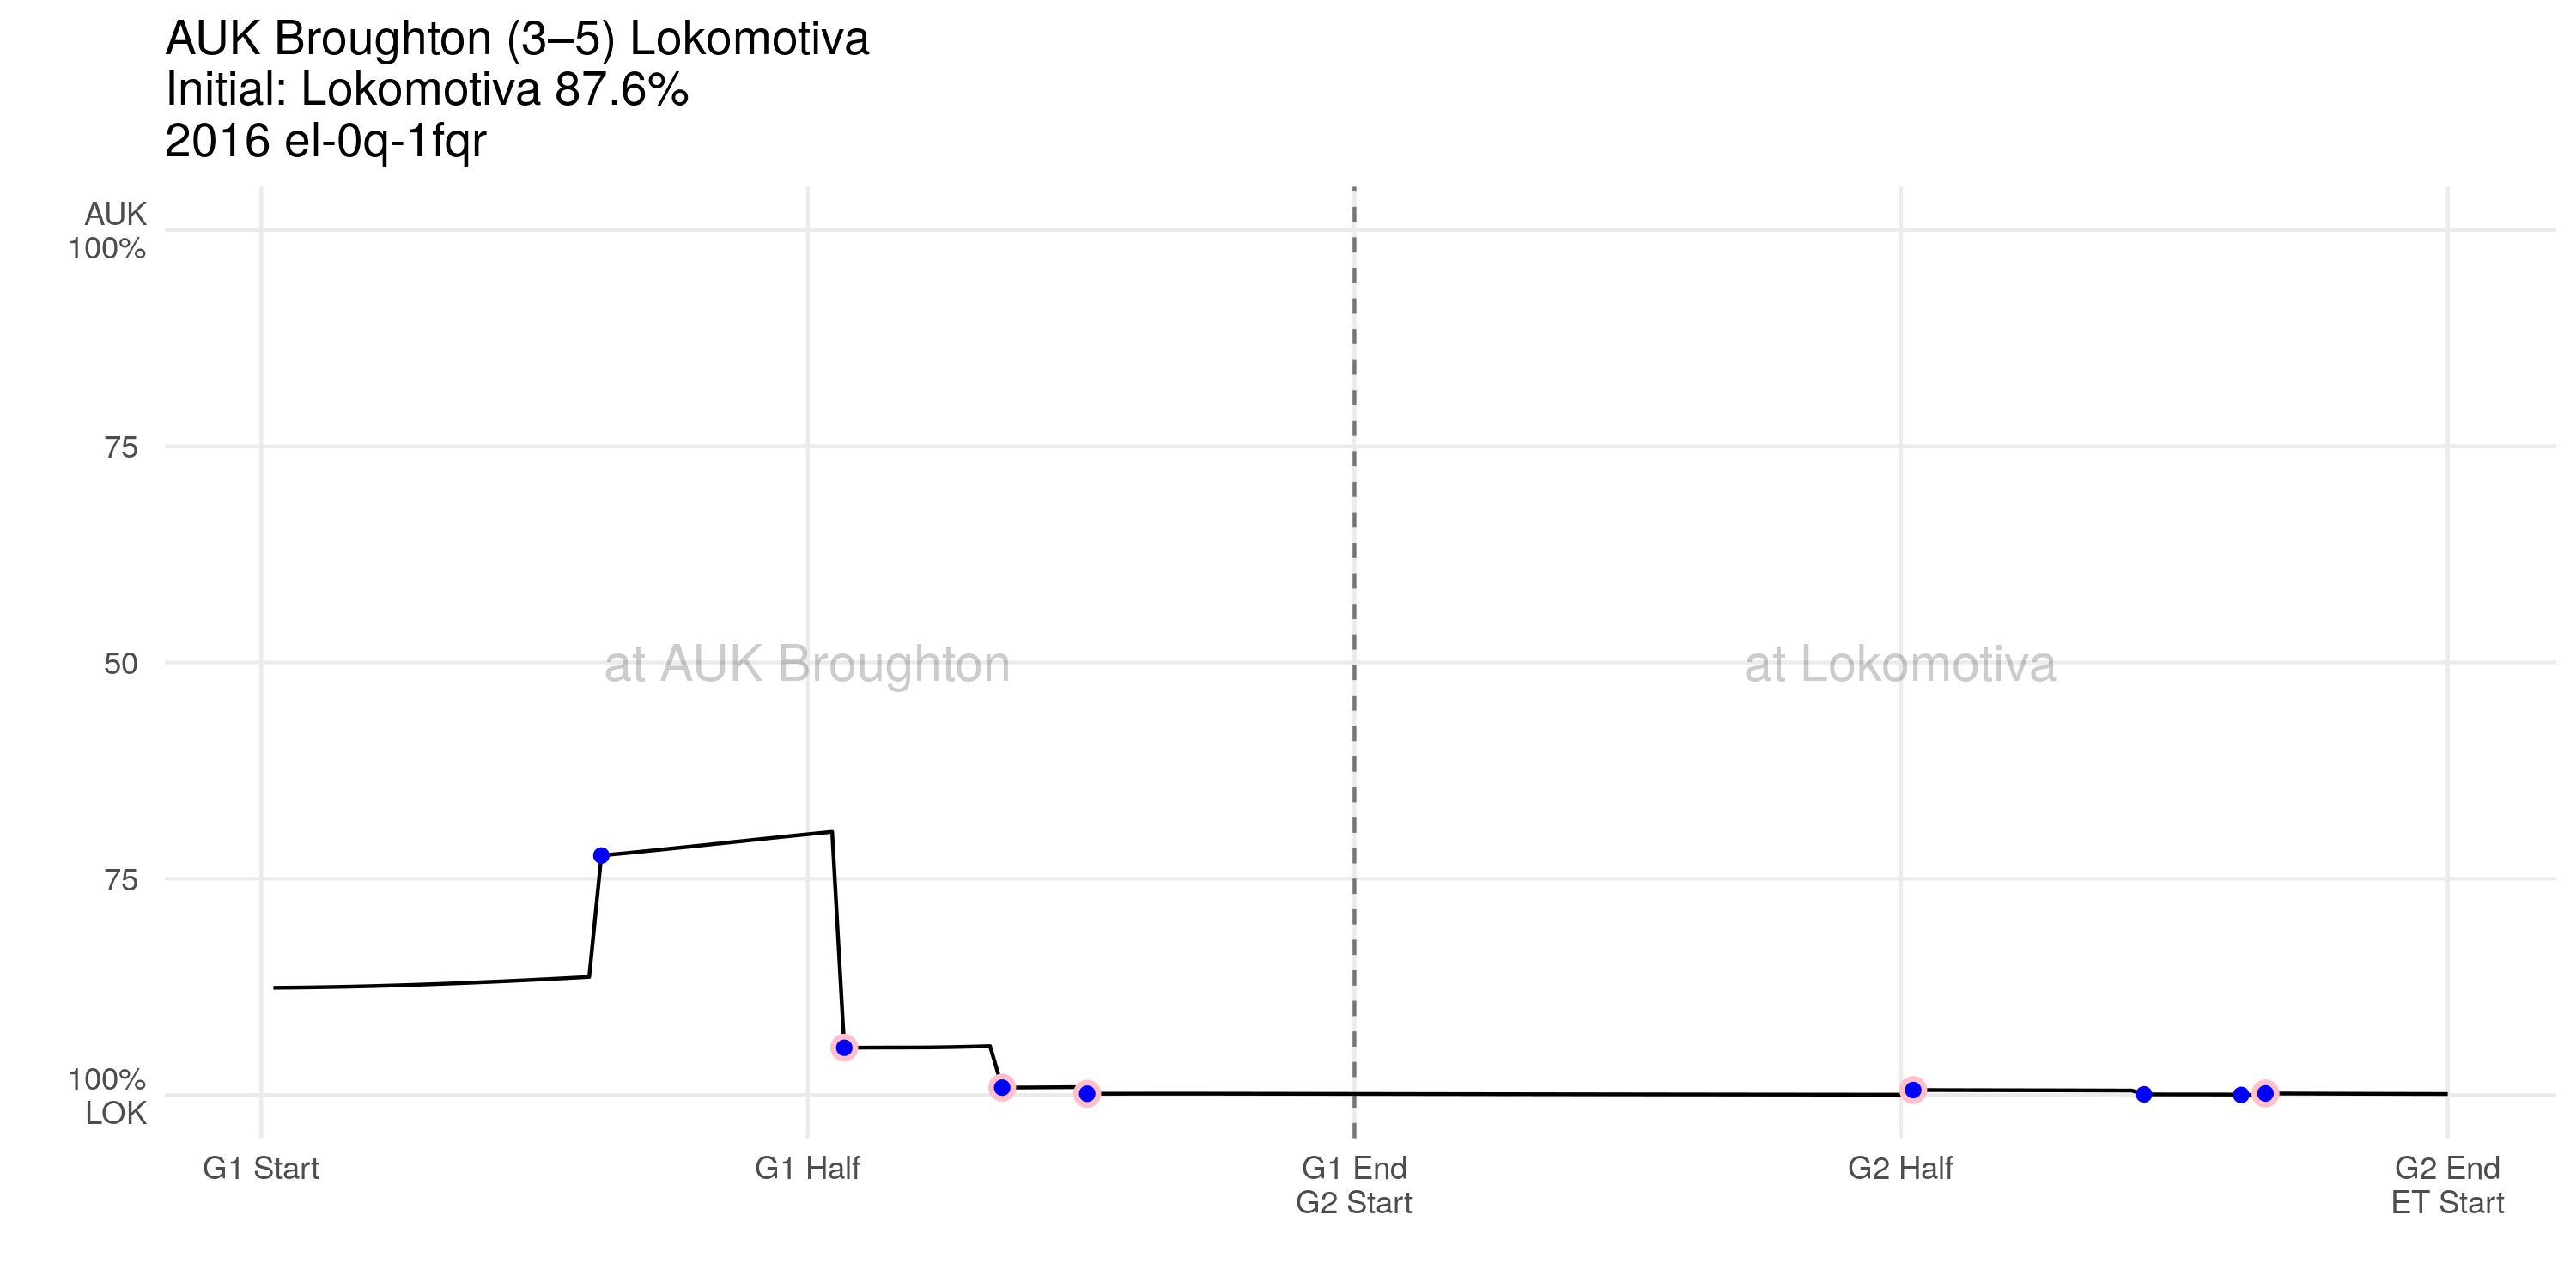 AUK Broughton (3–5) Lokomotiva
Initial: Lokomotiva 87.6%
2016 el-0q-1fqr
AUK
100%
75
50
75
100%
LOK
at AUK Broughton
at Lokomotiva
G1 Start
G1 Half
G1 End
G2 Start
G2 Half
G2 End
ET Start